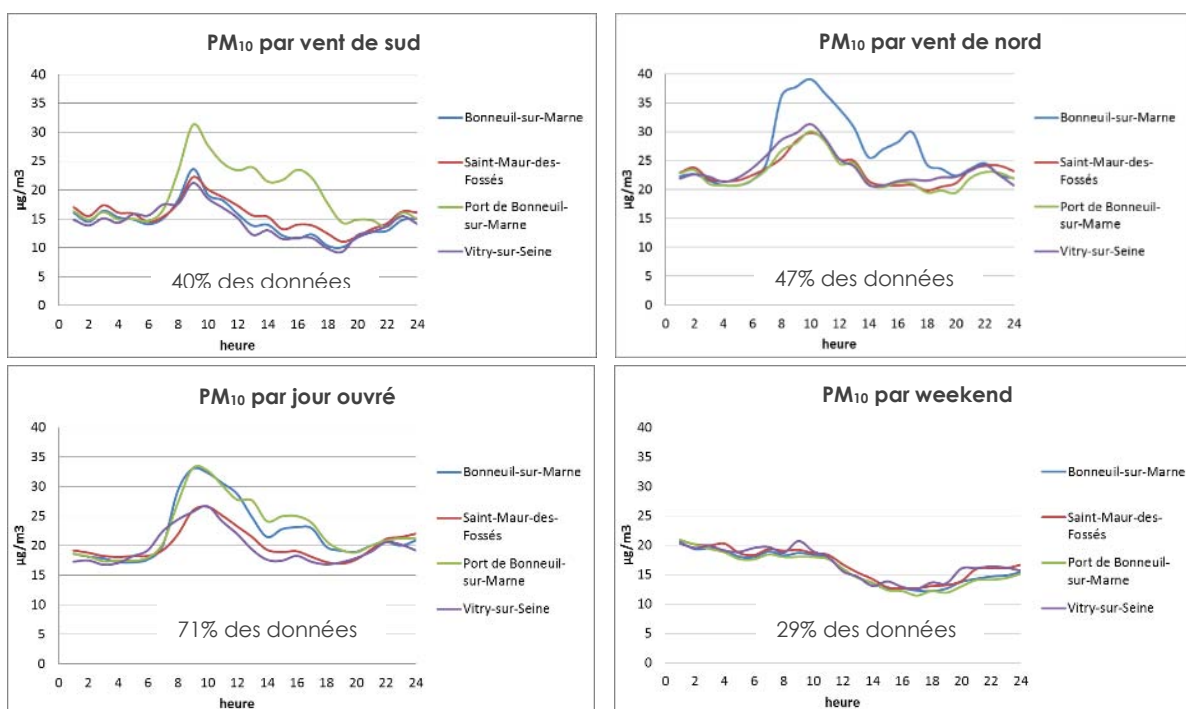 PM₁₀ par vent de sud
40
35
30
25
20
15
10
5
0
µg/m3
0 2 4 6 8 10 12 14 16 18 20 22 24
heure
40% des données
Bonneuil-sur-Marne
Saint-Maur-des-
Fossés
Port de Bonneuil-
sur-Marne
Vitry-sur-Seine
PM₁₀ par vent de nord
40
35
30
25
20
15
10
5
0
µg/m3
0 2 4 6 8 10 12 14 16 18 20 22 24
heure
47% des données
Bonneuil-sur-Marne
Saint-Maur-des-
Fossés
Port de Bonneuil-
sur-Marne
Vitry-sur-Seine
PM₁₀ par jour ouvré
40
35
30
25
20
15
10
5
0
µg/m3
0 2 4 6 8 10 12 14 16 18 20 22 24
heure
71% des données
Bonneuil-sur-Marne
Saint-Maur-des-
Fossés
Port de Bonneuil-
sur-Marne
Vitry-sur-Seine
PM₁₀ par weekend
40
35
30
25
20
15
10
5
0
µg/m3
0 2 4 6 8 10 12 14 16 18 20 22 24
heure
29% des données
Bonneuil-sur-Marne
Saint-Maur-des-
Fossés
Port de Bonneuil-
sur-Marne
Vitry-sur-Seine